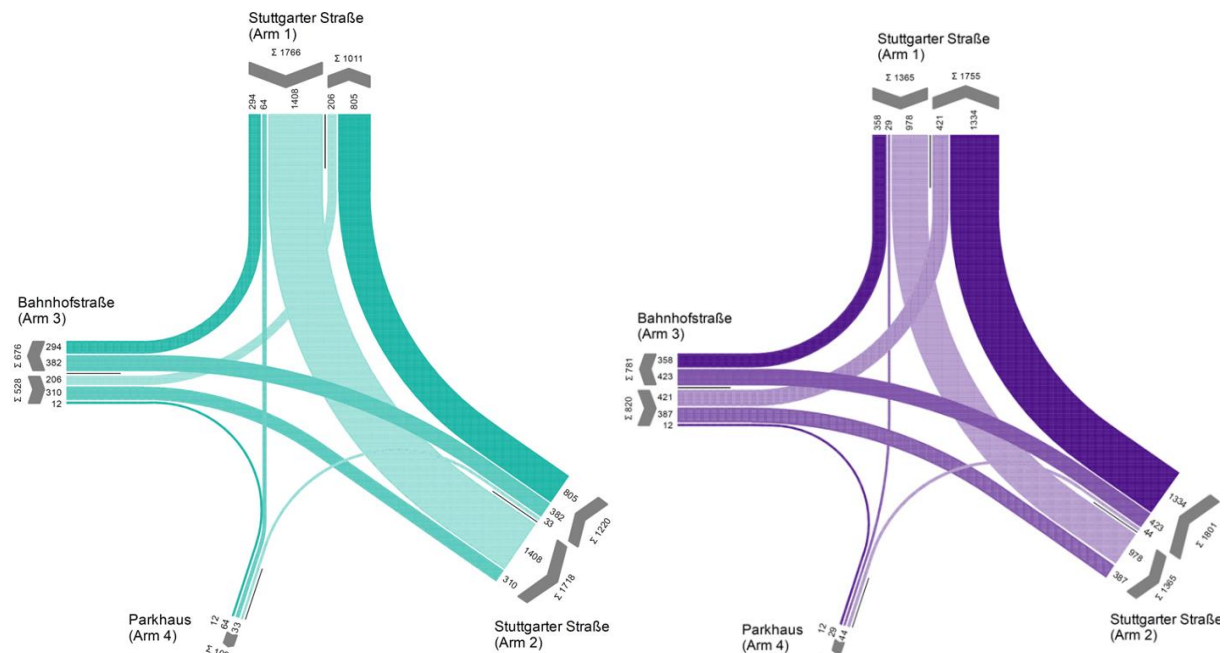 Stuttgarter Straße
(Arm 1)
Σ 1766
Σ 1011
294
64
1408
206
805
Bahnhofstraße
(Arm 3)
Σ 676
294
382
Σ 528
206
310
12
805
382
33
Σ 1220
1408
310
Σ 1718
Stuttgarter Straße
(Arm 2)
Parkhaus
(Arm 4)
12
64
33
Stuttgarter Straße
(Arm 1)
Σ 1365
Σ 1755
358
29
978
421
1334
Bahnhofstraße
(Arm 3)
Σ 781
358
423
Σ 820
421
387
12
1334
423
44
Σ 1801
978
387
Σ 1365
Stuttgarter Straße
(Arm 2)
Parkhaus
(Arm 4)
12
29
44